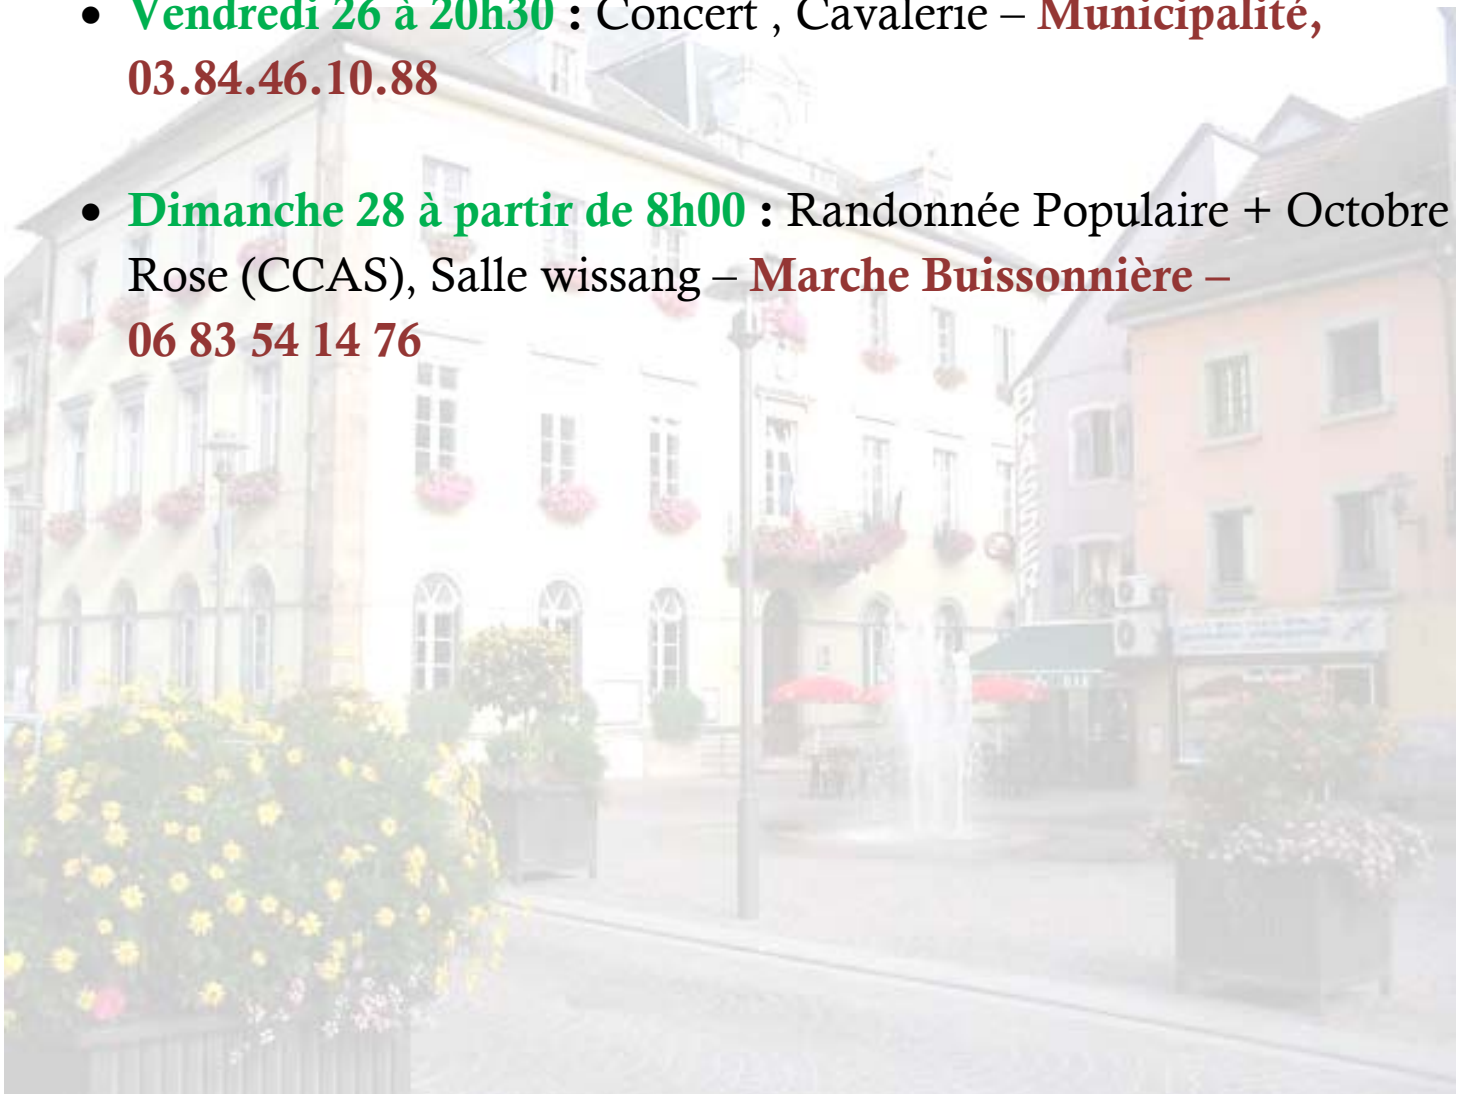 • Vendredi 26 à 20h30 : Concert , Cavalerie – Municipalité,
03.84.46.10.88
• Dimanche 28 à partir de 8h00 : Randonnée Populaire + Octobre
Rose (CCAS), Salle wissang – Marche Buissonnière –
06 83 54 14 76
BRASSERIE